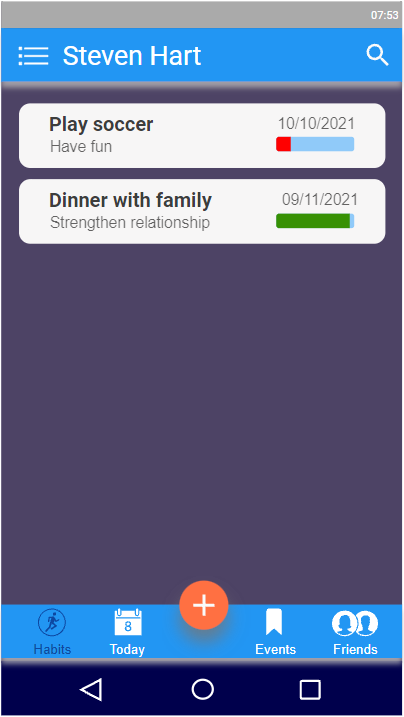 07:53
Steven Hart
Play soccer
10/10/2021
Have fun
Dinner with family
09/11/2021
Strengthen relationship
8
Habits
Today
Events
Friends